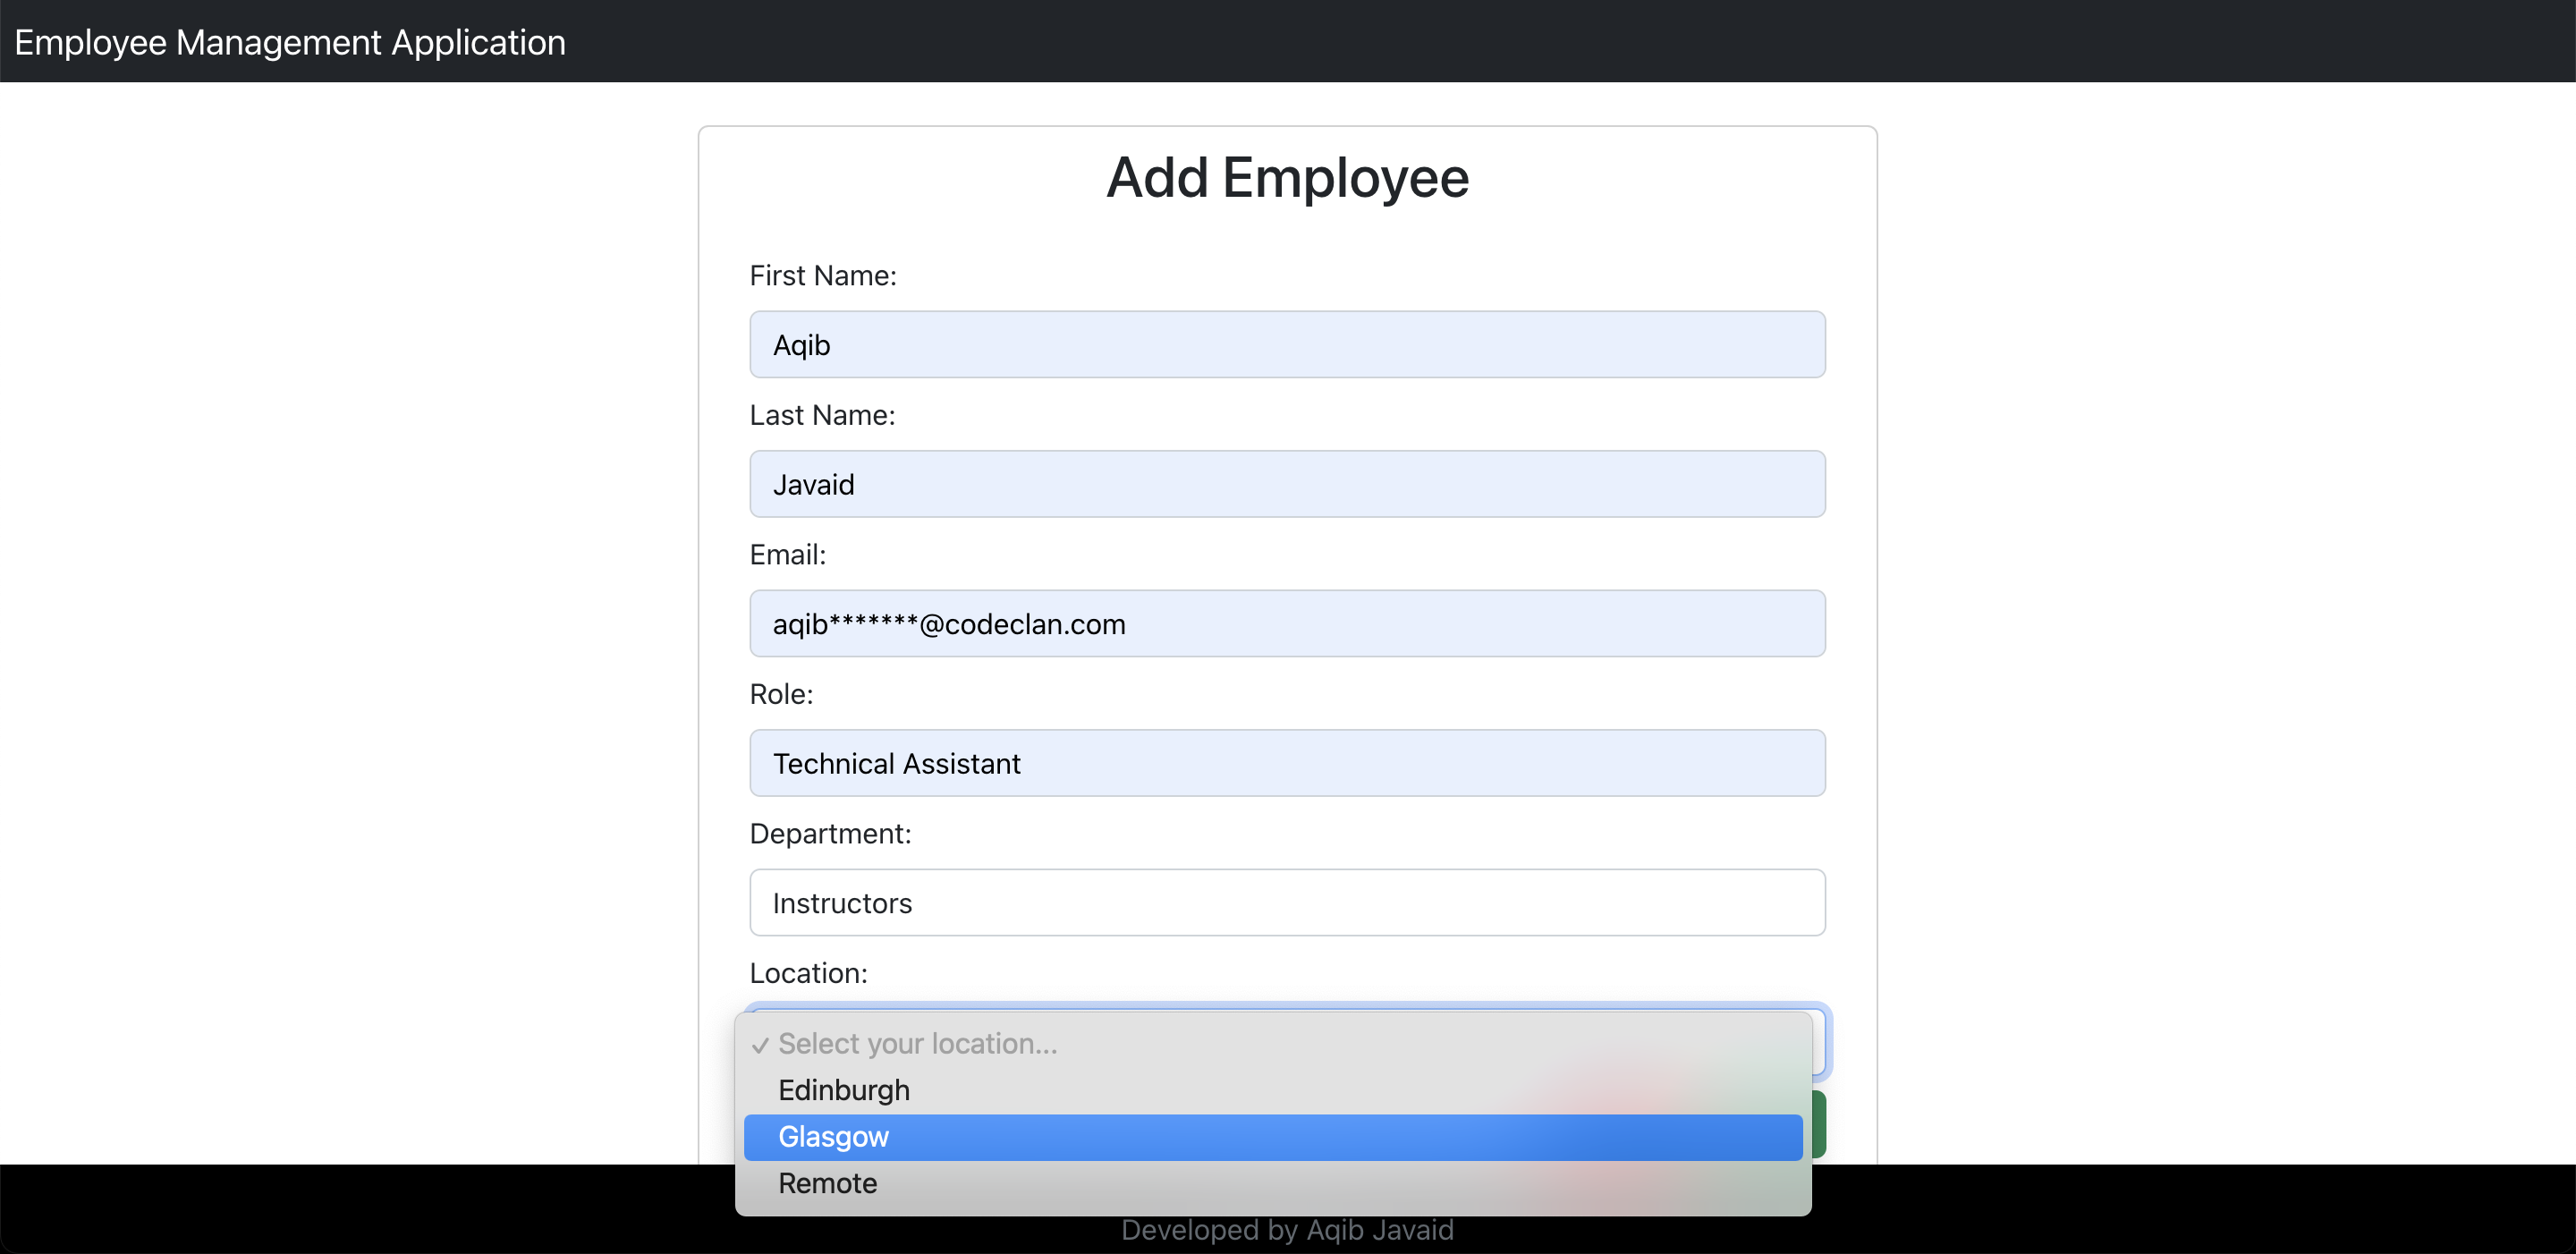 Employee Management Application
Add Employee
First Name:
Aqib
Last Name:
Javaid
Email:
aqib*******@codeclan.com
Role:
Technical Assistant
Department:
Instructors
Location:
✓ Select your location...
Edinburgh
Glasgow
Remote
Developed by Aqib Javaid